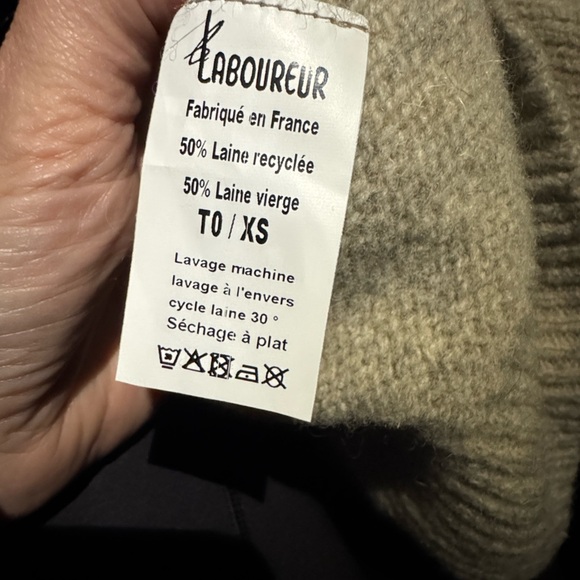 Le
LABOUREUR
Fabriqué en France
50% Laine recyclée
50% Laine vierge
T0 / XS
Lavage machine
lavage à l'envers
cycle laine 30 °
Séchage à plat